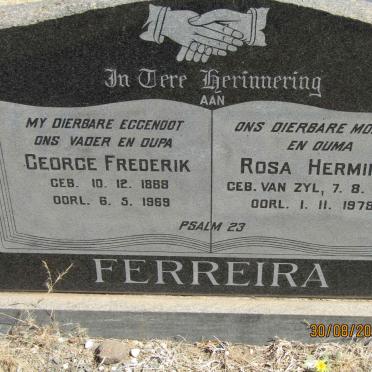 In Tere Herinnering
AAN
MY DIERBARE EGGENOOT
ONS VADER EN OUPA
GEORGE FREDERIK
GEB. 10. 12. 1888
OORL. 6. 5. 1969
ONS DIERBARE MO
EN OUMA
ROSA HERMI
GEB. VAN ZYL, 7. 8.
OORL. 1. 11. 1978
PSALM 23
FERREIRA
30/08/20